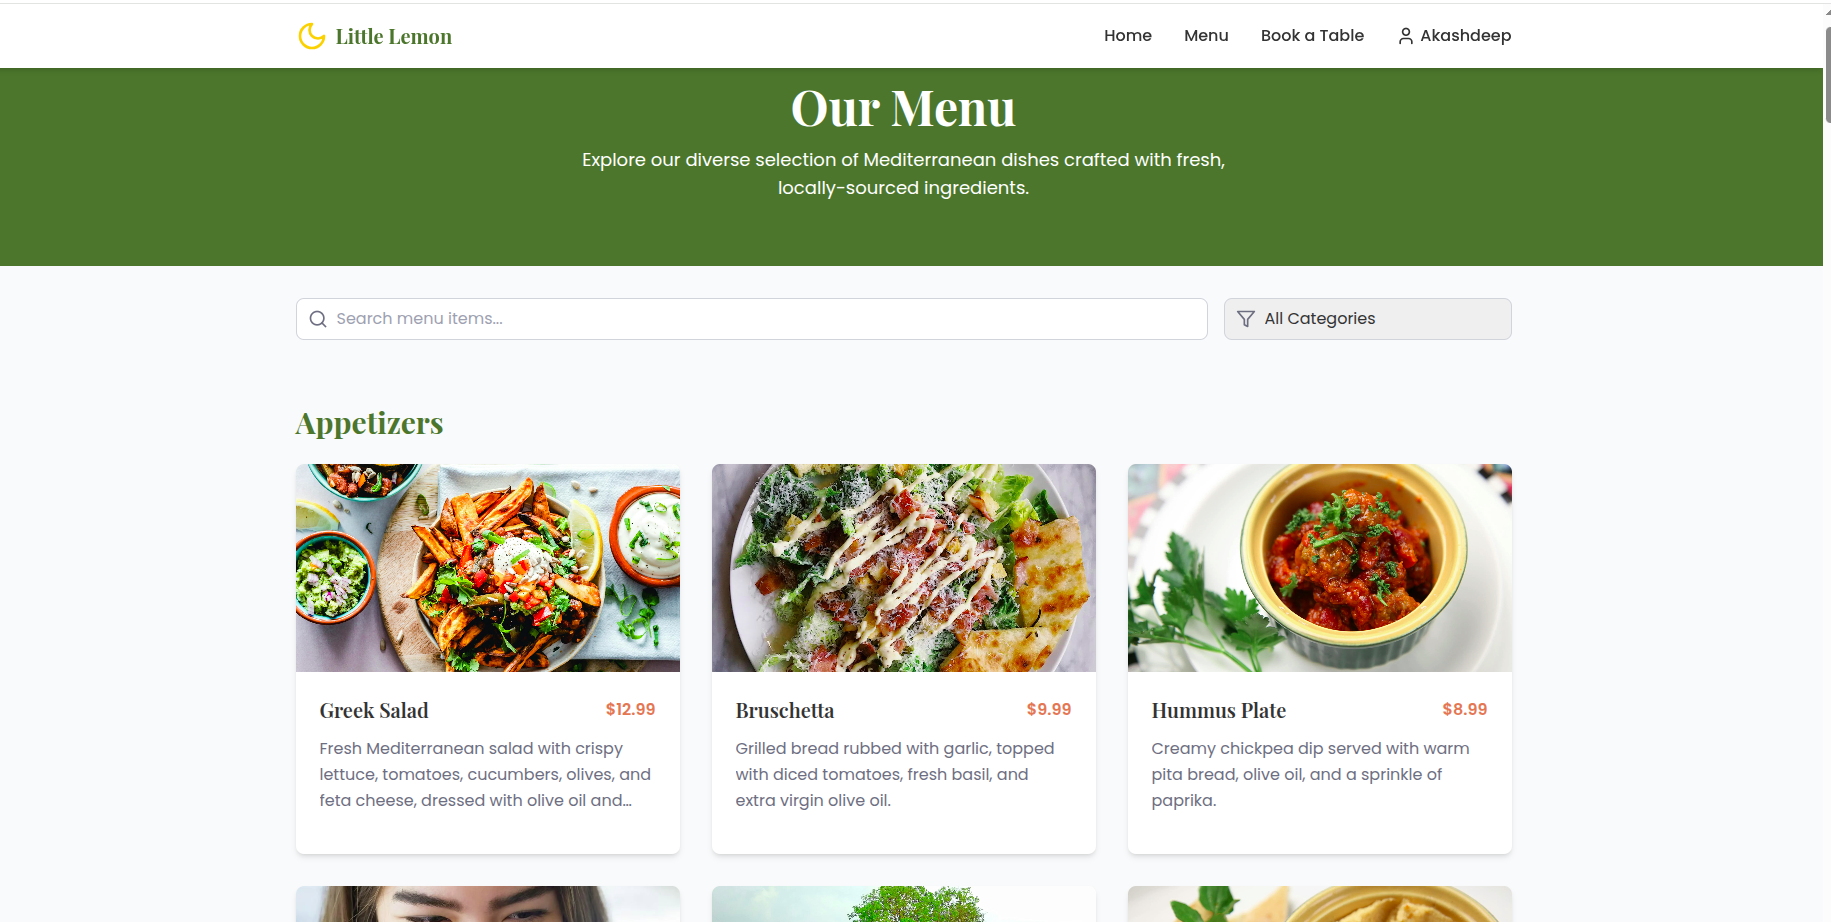 Little Lemon
Home
Menu
Book a Table
Akashdeep
Our Menu
Explore our diverse selection of Mediterranean dishes crafted with fresh,
locally-sourced ingredients.
Search menu items...
All Categories
Appetizers
Greek Salad
$12.99
Fresh Mediterranean salad with crispy
lettuce, tomatoes, cucumbers, olives, and
feta cheese, dressed with olive oil and...
Bruschetta
$9.99
Grilled bread rubbed with garlic, topped
with diced tomatoes, fresh basil, and
extra virgin olive oil.
Hummus Plate
$8.99
Creamy chickpea dip served with warm
pita bread, olive oil, and a sprinkle of
paprika.